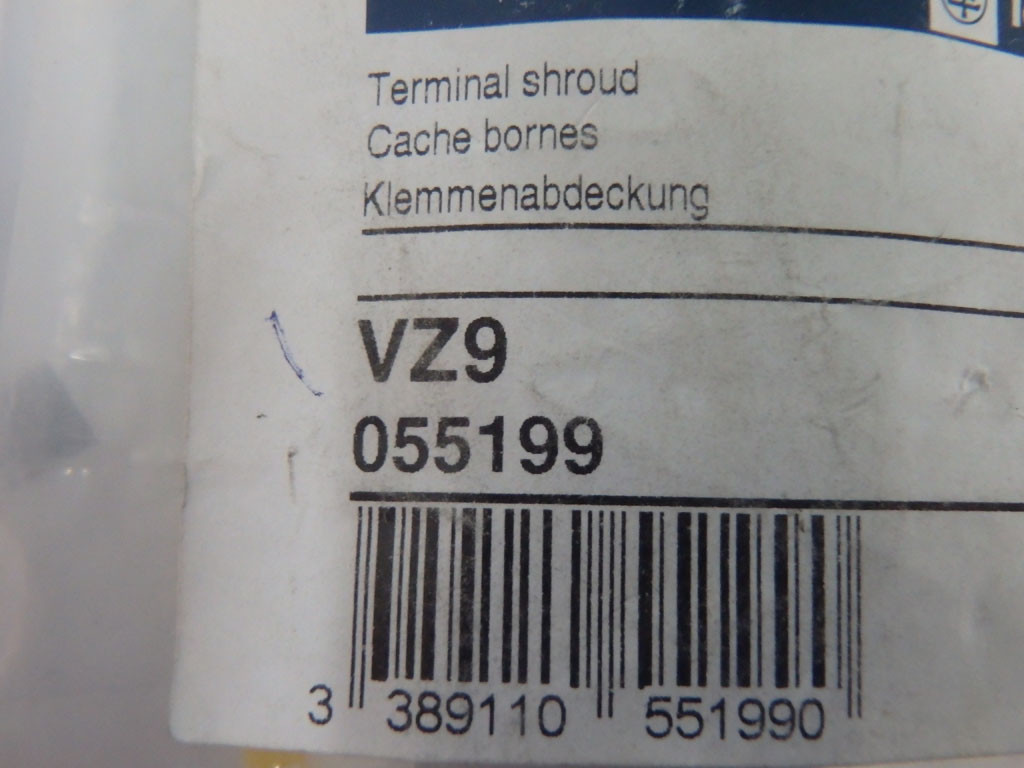 Terminal shroud
Cache bornes
Klemmenabdeckung
VZ9
055199
3 389110 551990